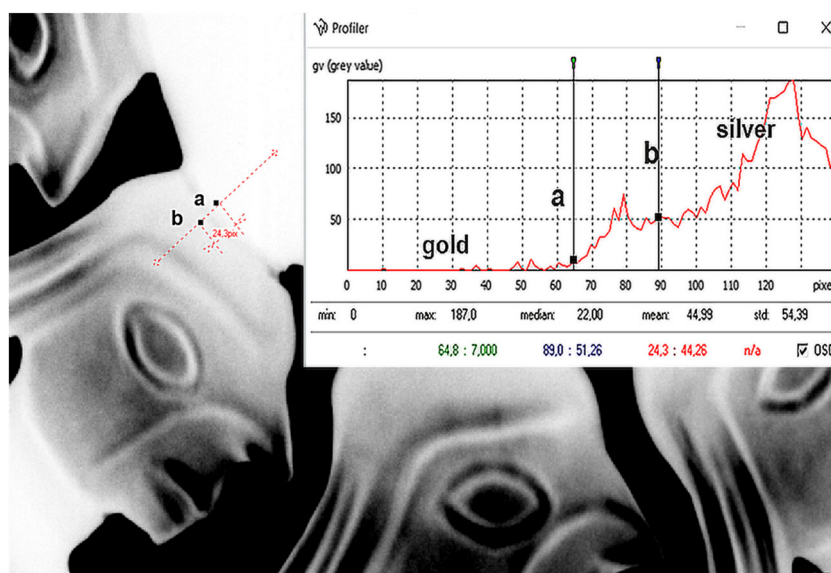 Profiler
gv (grey value)
150
100
50
a
b
gold
silver
0 10 20 30 40 50 60 70 80 90 100 110 120 pixe
min: 0 max: 187,0 median: 22,00 mean: 44,99 std: 54,39
: 64,8 : 7,000 89,0 : 51,26 24,3 : 44,26 n/a OSD
a
b
24,3pix